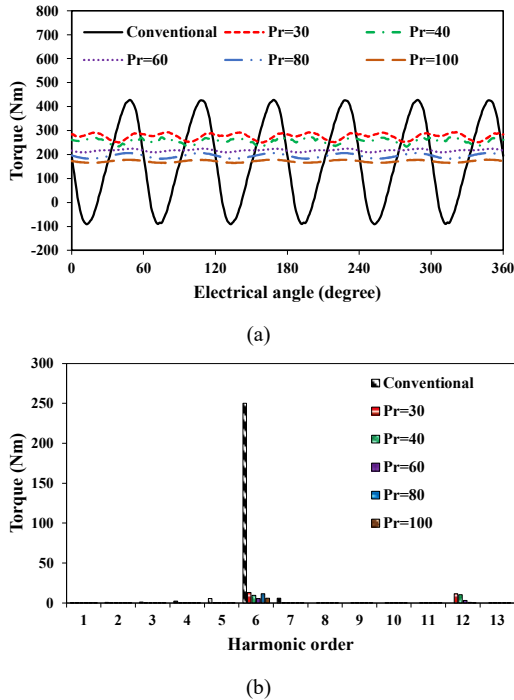 800
700
600
500
400
300
200
100
0
-100
-200
Torque (Nm)
Conventional Pr=30 Pr=40
Pr=60 Pr=80 Pr=100
0 60 120 180 240 300 360
Electrical angle (degree)
(a)
300
250
200
150
100
50
0
Torque (Nm)
Conventional
Pr=30
Pr=40
Pr=60
Pr=80
Pr=100
1 2 3 4 5 6 7 8 9 10 11 12 13
Harmonic order
(b)